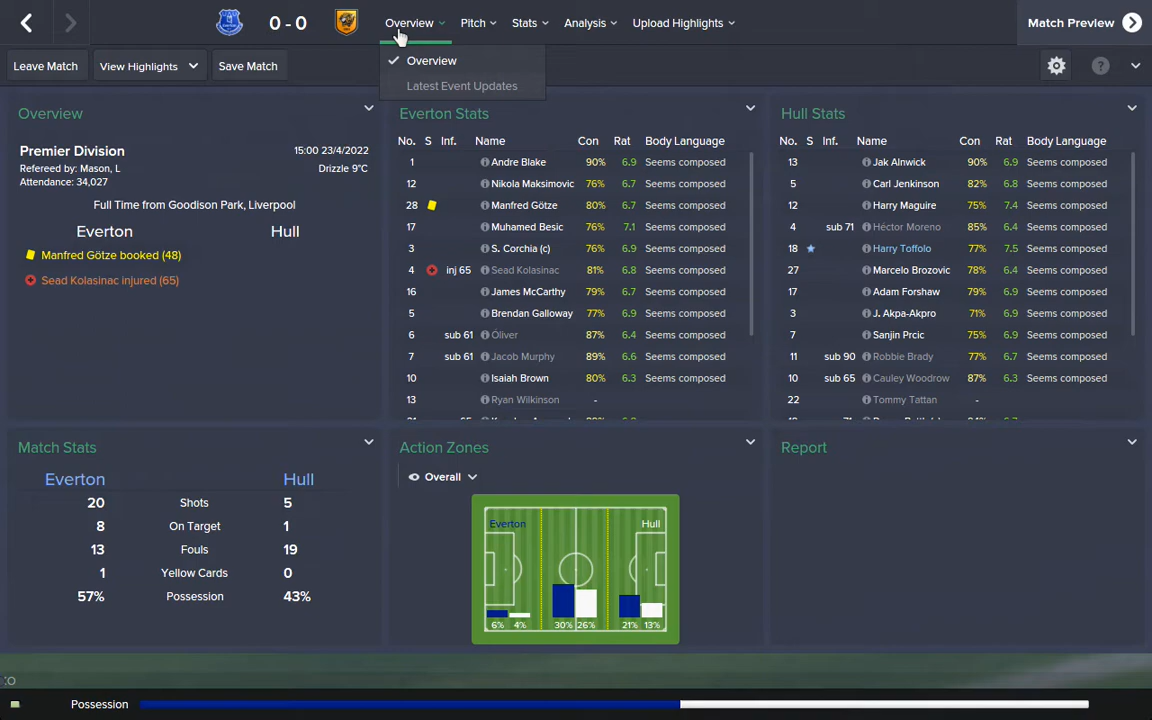 0 - 0 Overview Pitch Stats Analysis Upload Highlights Match Preview
Leave Match View Highlights Save Match
Overview
Latest Event Updates
Overview
Premier Division 15:00 23/4/2022
Refereed by: Mason, L Drizzle 9°C
Attendance: 34,027
Full Time from Goodison Park, Liverpool
Everton Hull
Manfred Götze booked (48)
Sead Kolasinac injured (65)
Everton Stats
No. S Inf. Name Con Rat Body Language
1 Andre Blake 90% 6.9 Seems composed
12 Nikola Maksimovic 76% 6.7 Seems composed
28 Manfred Götze 80% 6.7 Seems composed
17 Muhamed Besic 76% 7.1 Seems composed
3 S. Corchia (c) 76% 6.9 Seems composed
4 inj 65 Sead Kolasinac 81% 6.8 Seems composed
16 James McCarthy 79% 6.7 Seems composed
5 Brendan Galloway 77% 6.9 Seems composed
6 sub 61 Óliver 87% 6.4 Seems composed
7 sub 61 Jacob Murphy 89% 6.6 Seems composed
10 Isaiah Brown 80% 6.3 Seems composed
13 Ryan Wilkinson -
Hull Stats
No. S Inf. Name Con Rat Body Language
13 Jak Alnwick 90% 6.9 Seems composed
5 Carl Jenkinson 82% 6.8 Seems composed
12 Harry Maguire 75% 7.4 Seems composed
4 sub 71 Héctor Moreno 85% 6.4 Seems composed
18 Harry Toffolo 77% 7.5 Seems composed
27 Marcelo Brozovic 78% 6.4 Seems composed
17 Adam Forshaw 79% 6.9 Seems composed
3 J. Akpa-Akpro 71% 6.9 Seems composed
7 Sanjin Prcic 75% 6.9 Seems composed
11 sub 90 Robbie Brady 77% 6.7 Seems composed
10 sub 65 Cauley Woodrow 87% 6.3 Seems composed
22 Tommy Tattan -
Match Stats
Everton Hull
20 Shots 5
8 On Target 1
13 Fouls 19
1 Yellow Cards 0
57% Possession 43%
Action Zones
Overall
Everton Hull
6% 4% 30% 26% 21% 13%
Report
Possession